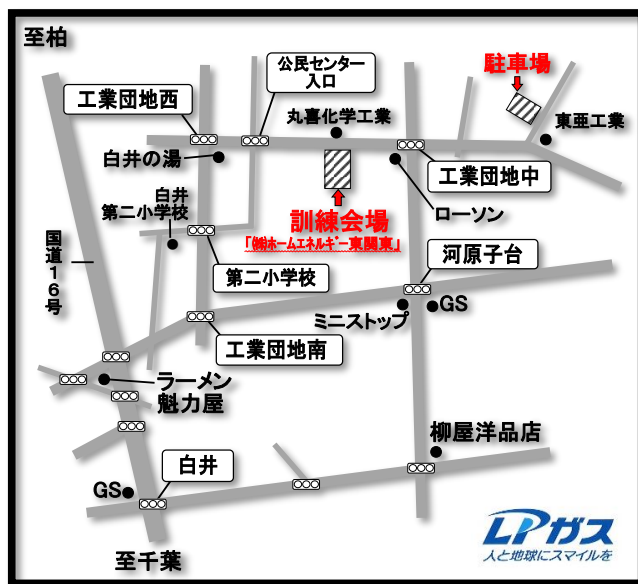 至柏
公民センター
入口
駐車場
工業団地西
丸喜化学工業
東亜工業
白井の湯
工業団地中
白井
第二小学校
訓練会場
「㈱ホームエネルギー東関東」
ローソン
国道16号
第二小学校
河原子台
ミニストップ
GS
工業団地南
ラーメン
魁力屋
柳屋洋品店
白井
GS
至千葉
LPガス
人と地球にスマイルを